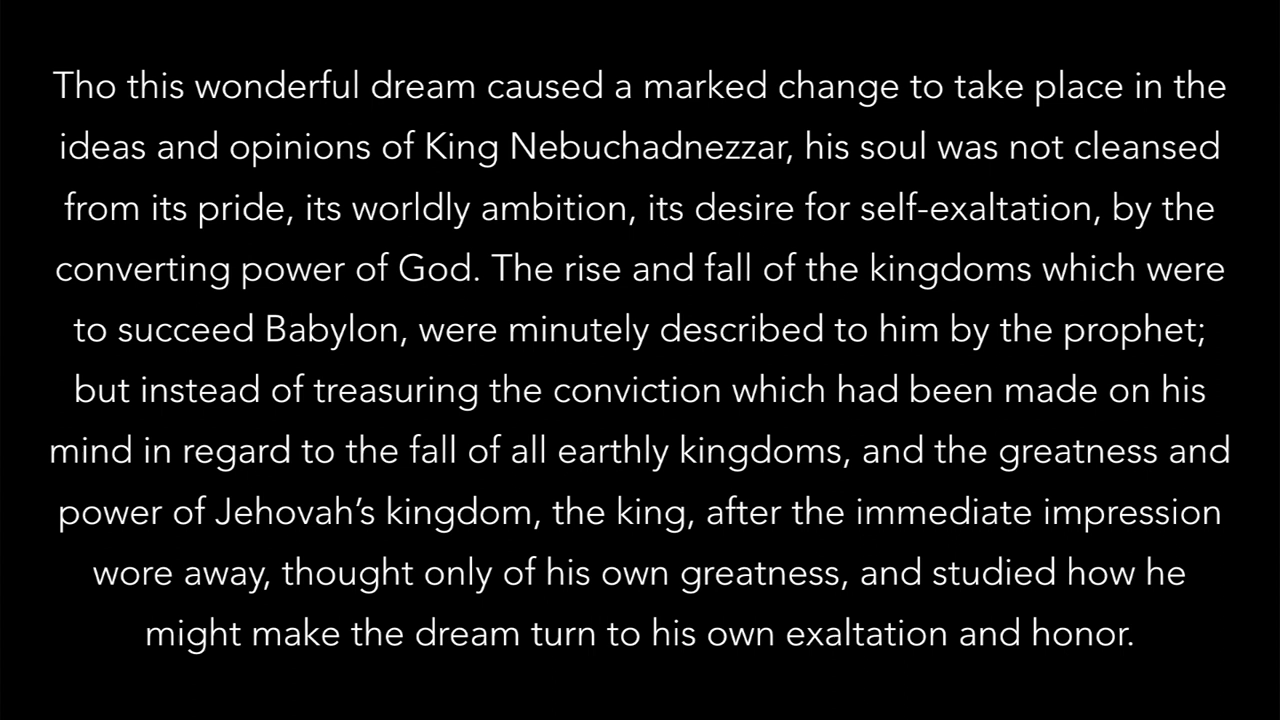 Tho this wonderful dream caused a marked change to take place in the
ideas and opinions of King Nebuchadnezzar, his soul was not cleansed
from its pride, its worldly ambition, its desire for self-exaltation, by the
converting power of God. The rise and fall of the kingdoms which were
to succeed Babylon, were minutely described to him by the prophet;
but instead of treasuring the conviction which had been made on his
mind in regard to the fall of all earthly kingdoms, and the greatness and
power of Jehovah’s kingdom, the king, after the immediate impression
wore away, thought only of his own greatness, and studied how he
might make the dream turn to his own exaltation and honor.